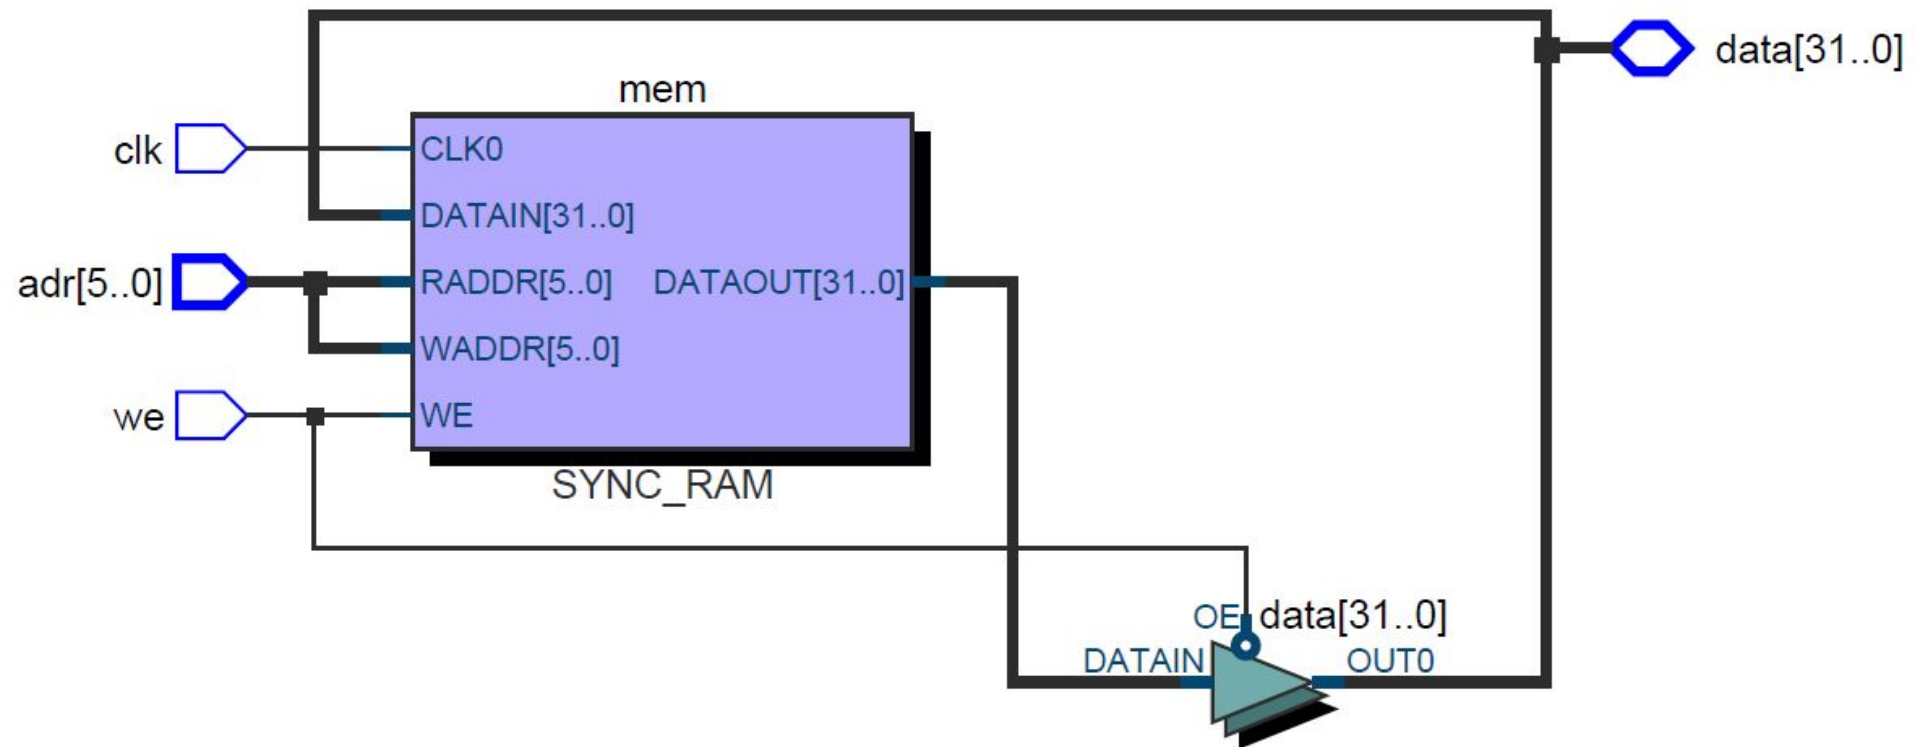 data[31..0]
mem
clk
CLK0
DATAIN[31..0]
adr[5..0]
RADDR[5..0] DATAOUT[31..0]
WADDR[5..0]
we
WE
SYNC_RAM
OE data[31..0]
DATAIN OUT0